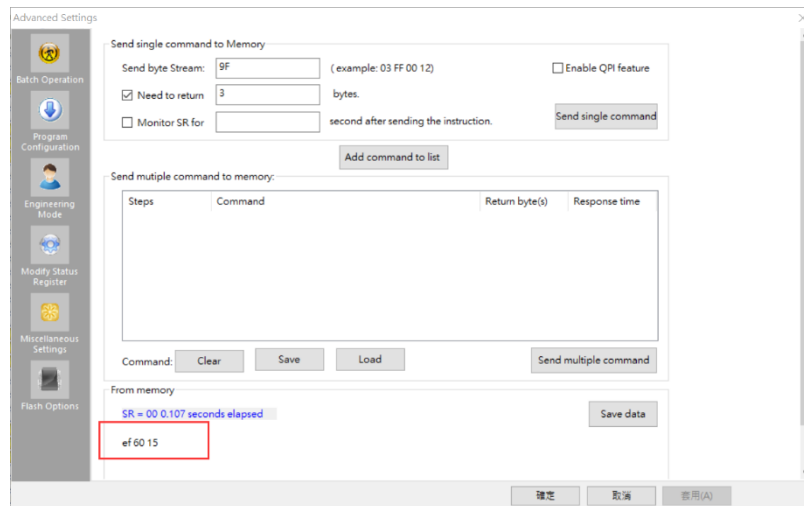 Advanced Settings
Batch Operation
Program
Configuration
Engineering
Mode
Modify Status
Register
Miscellaneous
Settings
Flash Options
Send single command to Memory
Send byte Stream: 9F ( example: 03 FF 00 12) Enable QPI feature
Need to return 3 bytes.
Monitor SR for second after sending the instruction. Send single command
Add command to list
Send mutiple command to memory:
Steps Command Return byte(s) Response time
Command: Clear Save Load Send multiple command
From memory
SR = 00 0.107 seconds elapsed Save data
ef 60 15
確定 取消 套用(A)